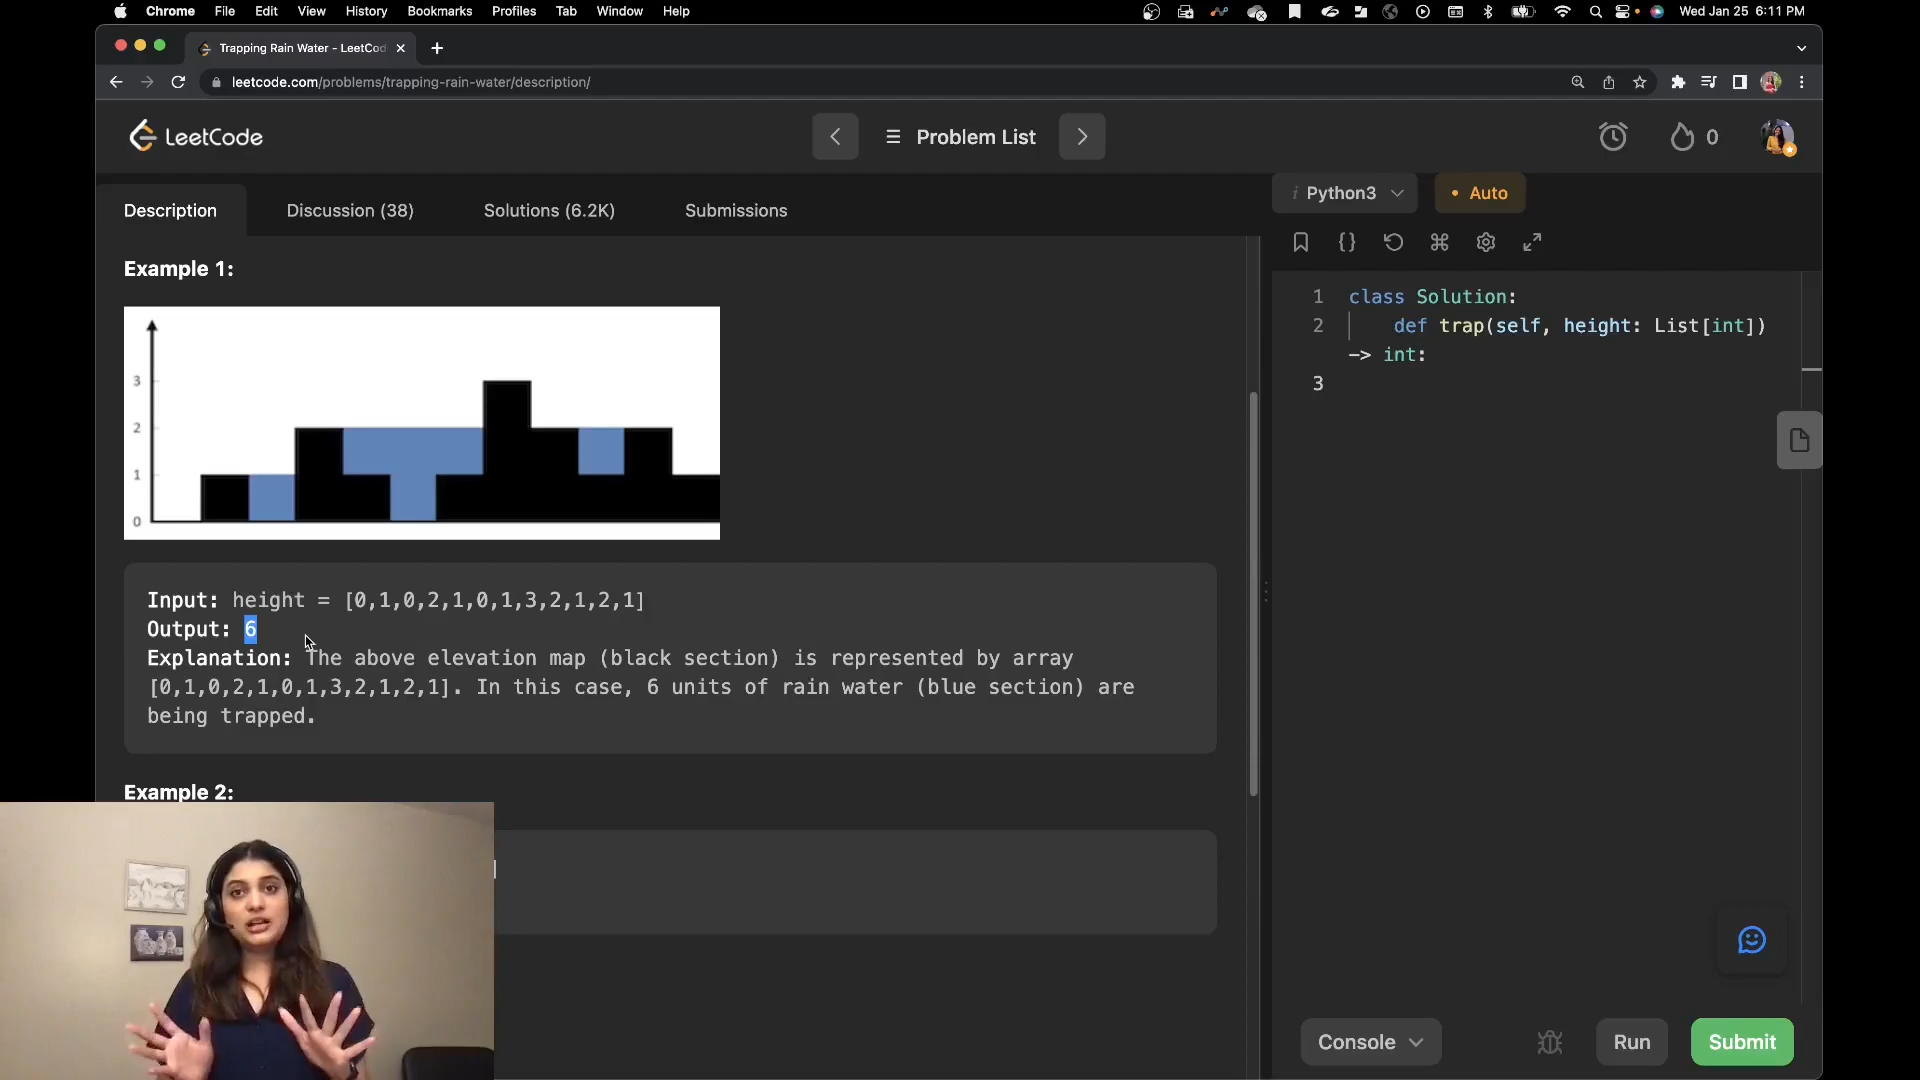 Chrome File Edit View History Bookmarks Profiles Tab Window Help Wed Jan 25 6:11 PM
Trapping Rain Water - LeetCod
leetcode.com/problems/trapping-rain-water/description/
LeetCode
Problem List
0
Description
Discussion (38)
Solutions (6.2K)
Submissions
Example 1:
3
2
1
0
Input: height = [0,1,0,2,1,0,1,3,2,1,2,1]
Output: 6
Explanation: The above elevation map (black section) is represented by array
[0,1,0,2,1,0,1,3,2,1,2,1]. In this case, 6 units of rain water (blue section) are
being trapped.
Example 2:
i Python3
• Auto
1 class Solution:
2 def trap(self, height: List[int])
-> int:
3
Console
Run
Submit